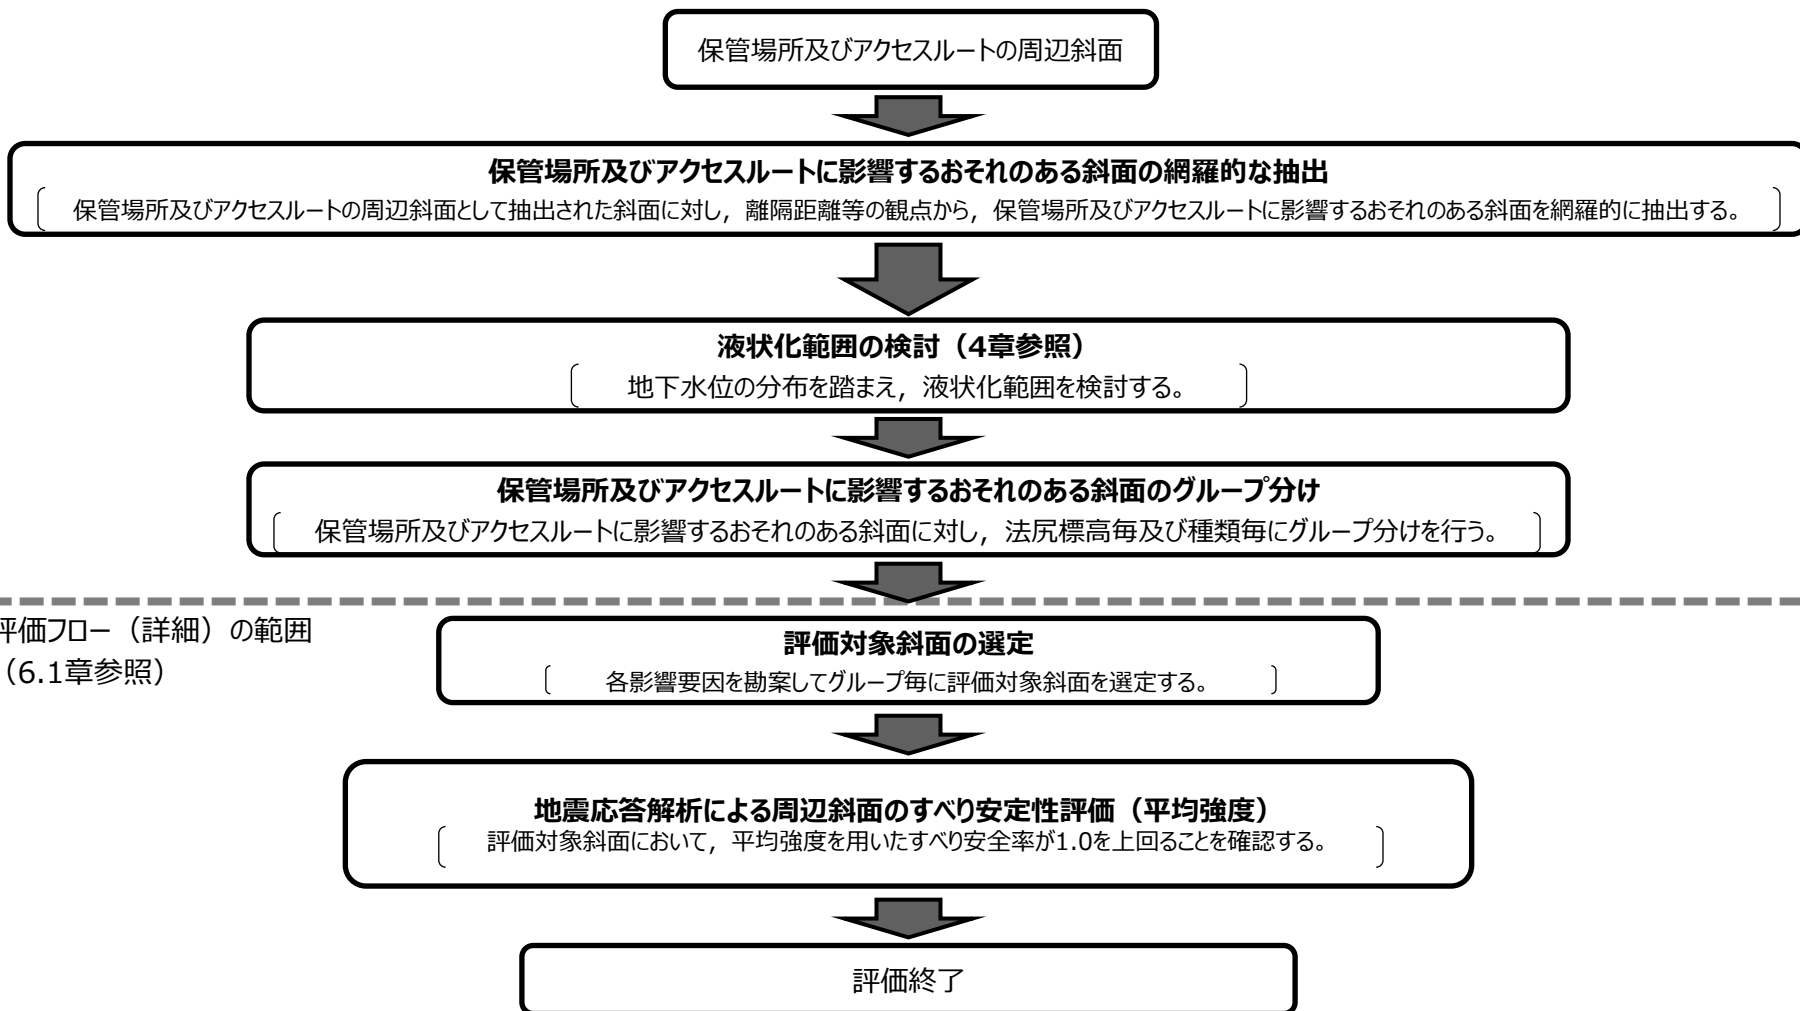 保管場所及びアクセスルートの周辺斜面
保管場所及びアクセスルートに影響するおそれのある斜面の網羅的な抽出
保管場所及びアクセスルートの周辺斜面として抽出された斜面に対し，離隔距離等の観点から，保管場所及びアクセスルートに影響するおそれのある斜面を網羅的に抽出する。
液状化範囲の検討（4章参照）
地下水位の分布を踏まえ，液状化範囲を検討する。
保管場所及びアクセスルートに影響するおそれのある斜面のグループ分け
保管場所及びアクセスルートに影響するおそれのある斜面に対し，法尻標高毎及び種類毎にグループ分けを行う。
評価フロー（詳細）の範囲
（6.1章参照）
評価対象斜面の選定
各影響要因を勘案してグループ毎に評価対象斜面を選定する。
地震応答解析による周辺斜面のすべり安定性評価（平均強度）
評価対象斜面において，平均強度を用いたすべり安全率が1.0を上回ることを確認する。
評価終了